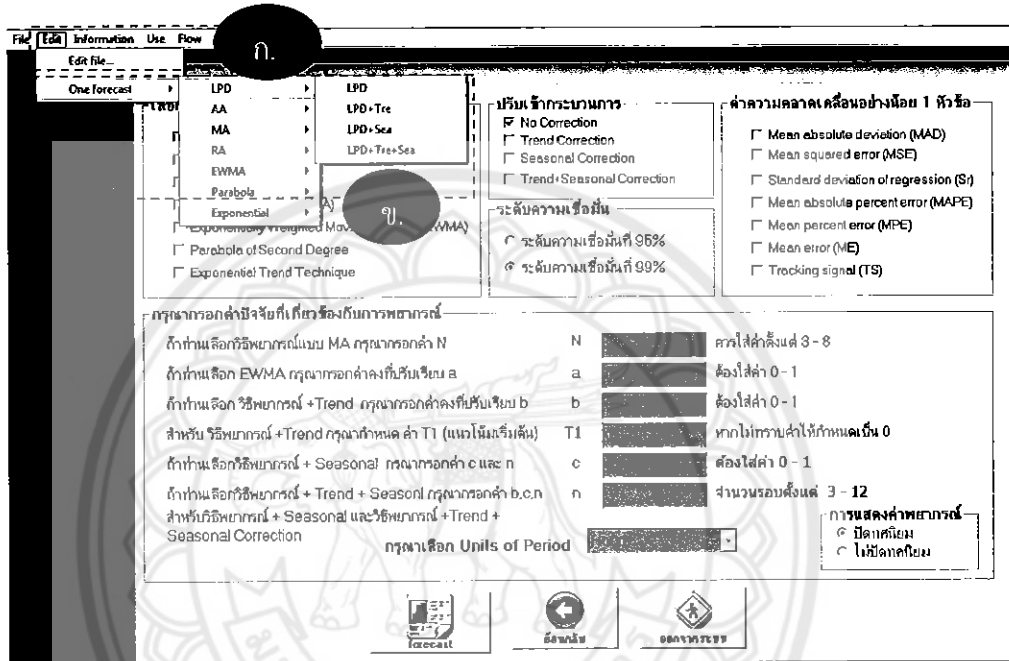 File Edit Information Use Flow
ก.
Edit file...
One forecast
LPD
AA
MA
RA
EWMA
Parabola
Exponential
LPD
LPD+Tre
LPD+Sea
LPD+Tre+Sea
ข.
Exponentially Weighted Mov WMA)
Parabola of Second Degree
Exponential Trend Technique
ปรับเข้ากระบวนการ
No Correction
Trend Correction
Seasonal Correction
Trend+Seasonal Correction
ระดับความเชื่อมั่น
ระดับความเชื่อมั่นที่ 95%
ระดับความเชื่อมั่นที่ 99%
ค่าความคลาดเคลื่อนอย่างน้อย 1 หัวข้อ
Mean absolute deviation (MAD)
Mean squared error (MSE)
Standard deviation of regression (Sr)
Mean absolute percent error (MAPE)
Mean percent error (MPE)
Mean error (ME)
Tracking signal (TS)
กรุณากรอกค่าปัจจัยที่เกี่ยวข้องกับการพยากรณ์
ถ้าท่านเลือกวิธีพยากรณ์แบบ MA กรุณากรอกค่า N N ควรใส่ค่าตั้งแต่ 3 - 8
ถ้าท่านเลือก EWMA กรุณากรอกค่าคงที่ปรับเรียบ a a ต้องใส่ค่า 0 - 1
ถ้าท่านเลือก วิธีพยากรณ์ +Trend กรุณากรอกค่าคงที่ปรับเรียบ b b ต้องใส่ค่า 0 - 1
สำหรับ วิธีพยากรณ์ +Trend กรุณากำหนด ค่า T1 (แนวโน้มเริ่มต้น) T1 หากไม่ทราบค่าให้กำหนดเป็น 0
ถ้าท่านเลือกวิธีพยากรณ์ + Seasonal กรุณากรอกค่า c และ n c ต้องใส่ค่า 0 - 1
ถ้าท่านเลือกวิธีพยากรณ์ + Trend + Seasonl กรุณากรอกค่า b,c,n n จำนวนรอบตั้งแต่ 3 - 12
สำหรับวิธีพยากรณ์ + Seasonal และวิธีพยากรณ์ +Trend +
Seasonal Correction
กรุณาเลือก Units of Period
การแสดงค่าพยากรณ์
ปัดทศนิยม
ไม่ปัดทศนิยม
forecast
ย้อนกลับ
ออกจากระบบ